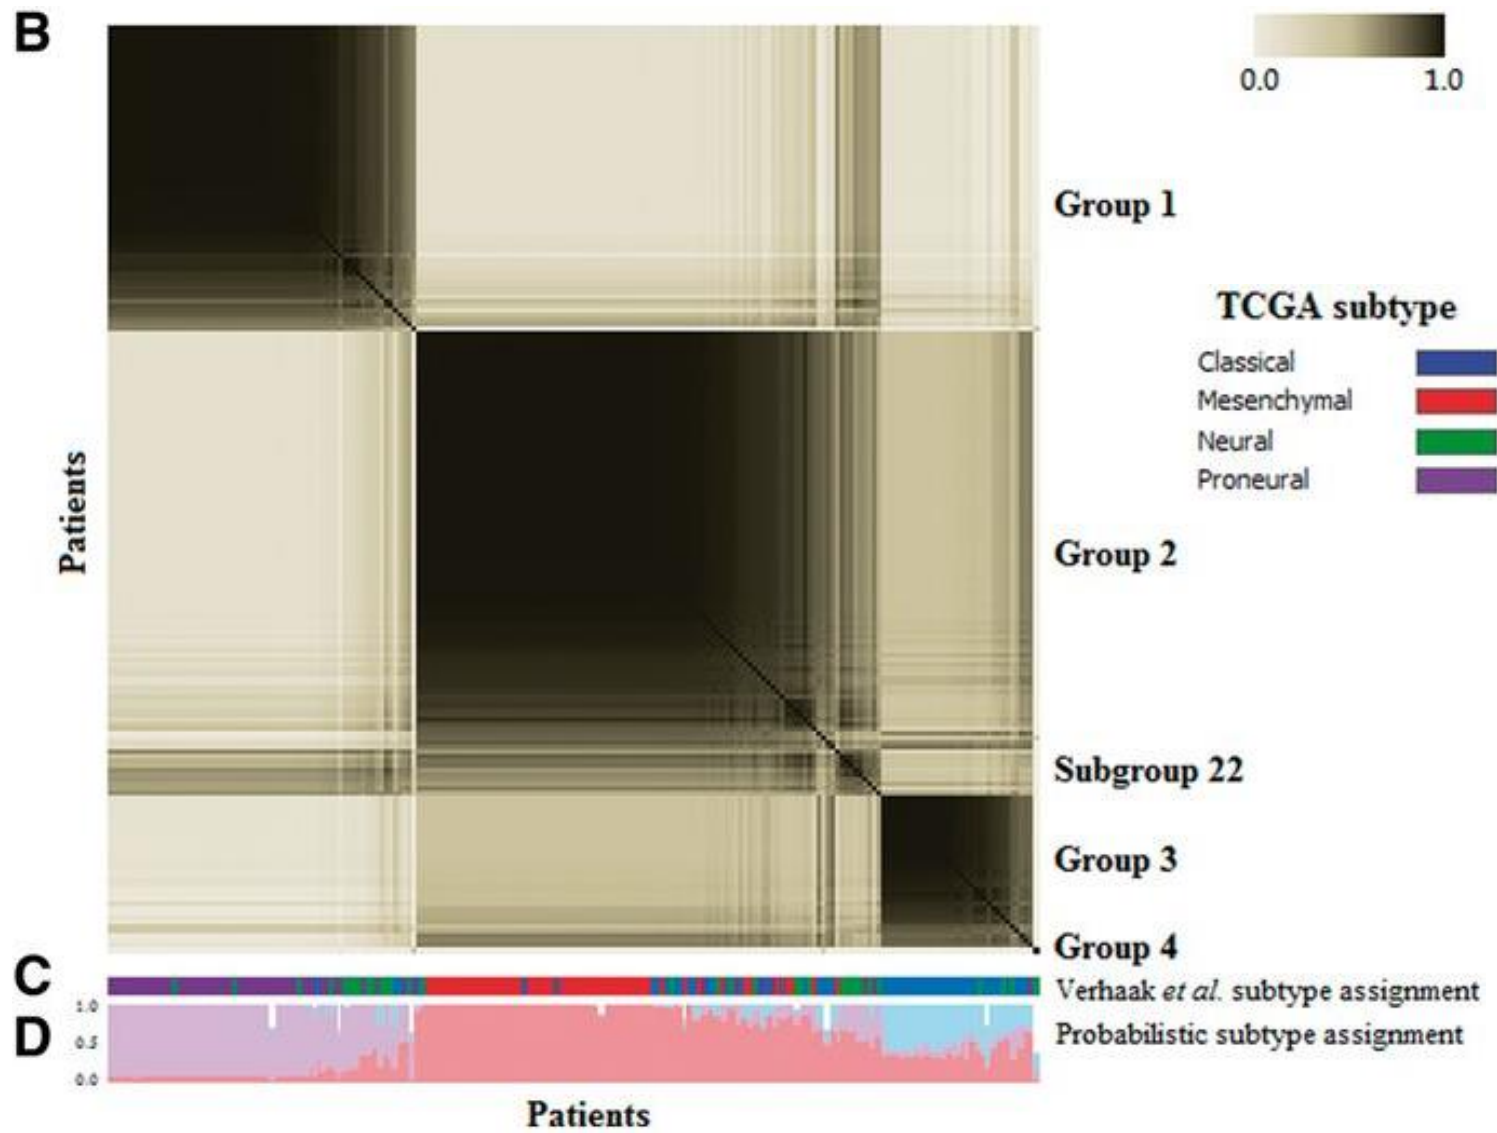 B
0.0 1.0
Group 1
TCGA subtype
Classical
Mesenchymal
Neural
Proneural
Patients
Group 2
Subgroup 22
Group 3
Group 4
C
Verhaak et al. subtype assignment
D
1.0
0.5
0.0
Probabilistic subtype assignment
Patients